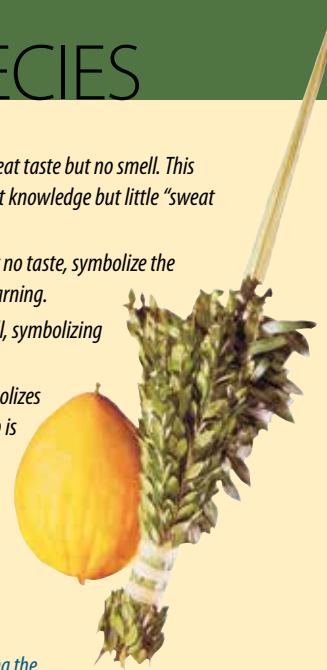 ECIES
eat taste but no smell. This
t knowledge but little “sweat
no taste, symbolize the
arning.
l, symbolizing
olizes
is
g the